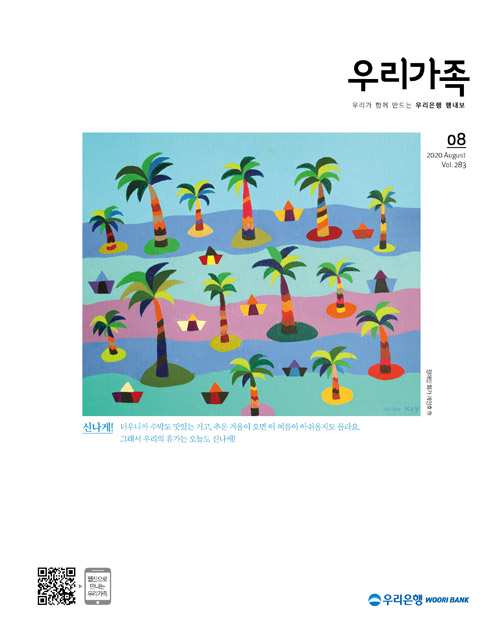 우리가족
우리가 함께 만드는 우리은행 행내보
08
2020 August
Vol. 283
신나게! 더우니까 수박도 맛있는 거고, 추운 겨울이 오면 이 여름이 아쉬울지도 몰라요.
그래서 우리의 휴가는 오늘도 신나게!
웹진으로
만나는
우리가족
우리은행 WOORI BANK